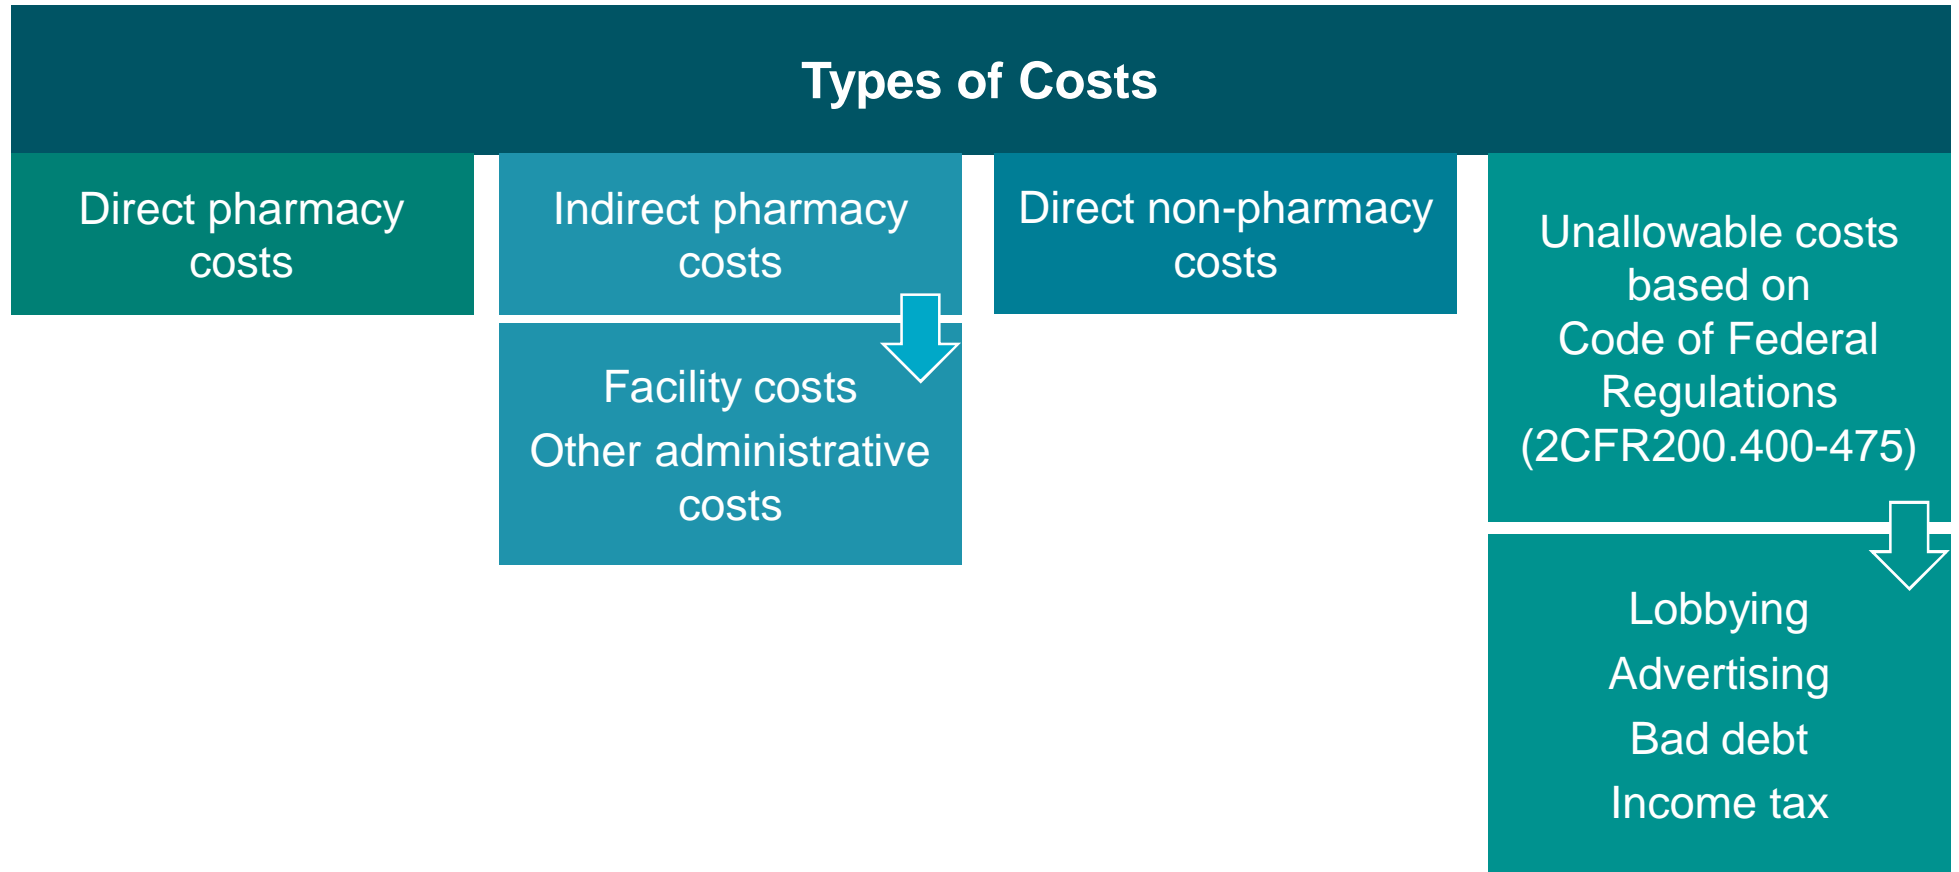 Types of Costs
Direct pharmacy
costs
Indirect pharmacy
costs
Facility costs
Other administrative
costs
Direct non-pharmacy
costs
Unallowable costs
based on
Code of Federal
Regulations
(2CFR200.400-475)
Lobbying
Advertising
Bad debt
Income tax